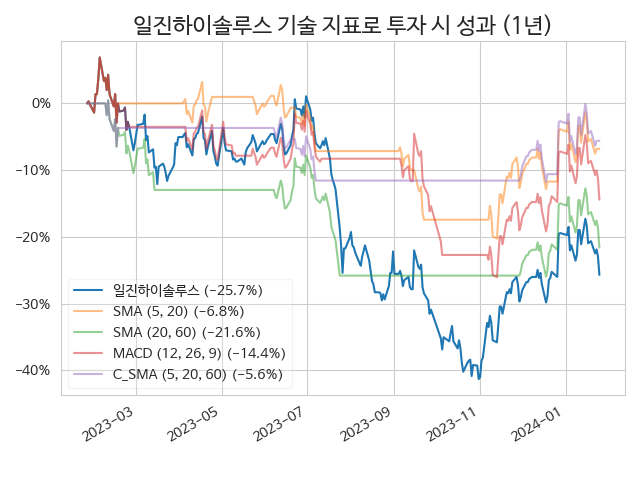 일진하이솔루스 기술 지표로 투자 시 성과 (1년)
0%
−10%
−20%
−30%
−40%
일진하이솔루스 (−25.7%)
SMA (5, 20) (−6.8%)
SMA (20, 60) (−21.6%)
MACD (12, 26, 9) (−14.4%)
C_SMA (5, 20, 60) (−5.6%)
2023−03
2023−05
2023−07
2023−09
2023−11
2024−01